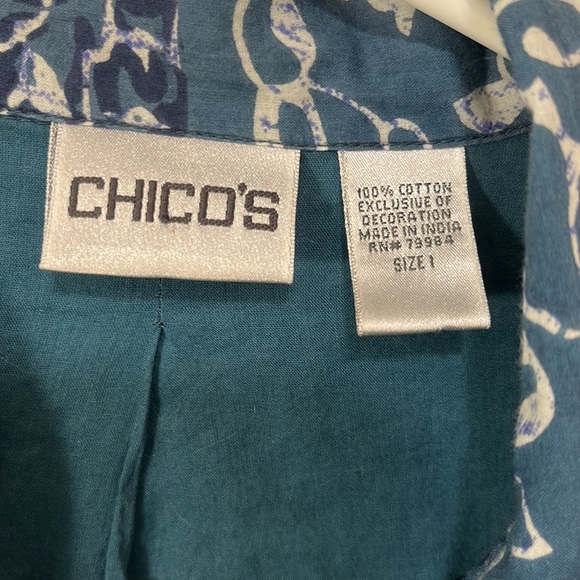 CHICO'S
100% COTTON
EXCLUSIVE OF
DECORATION
MADE IN INDIA
RN# 79984
SIZE 1